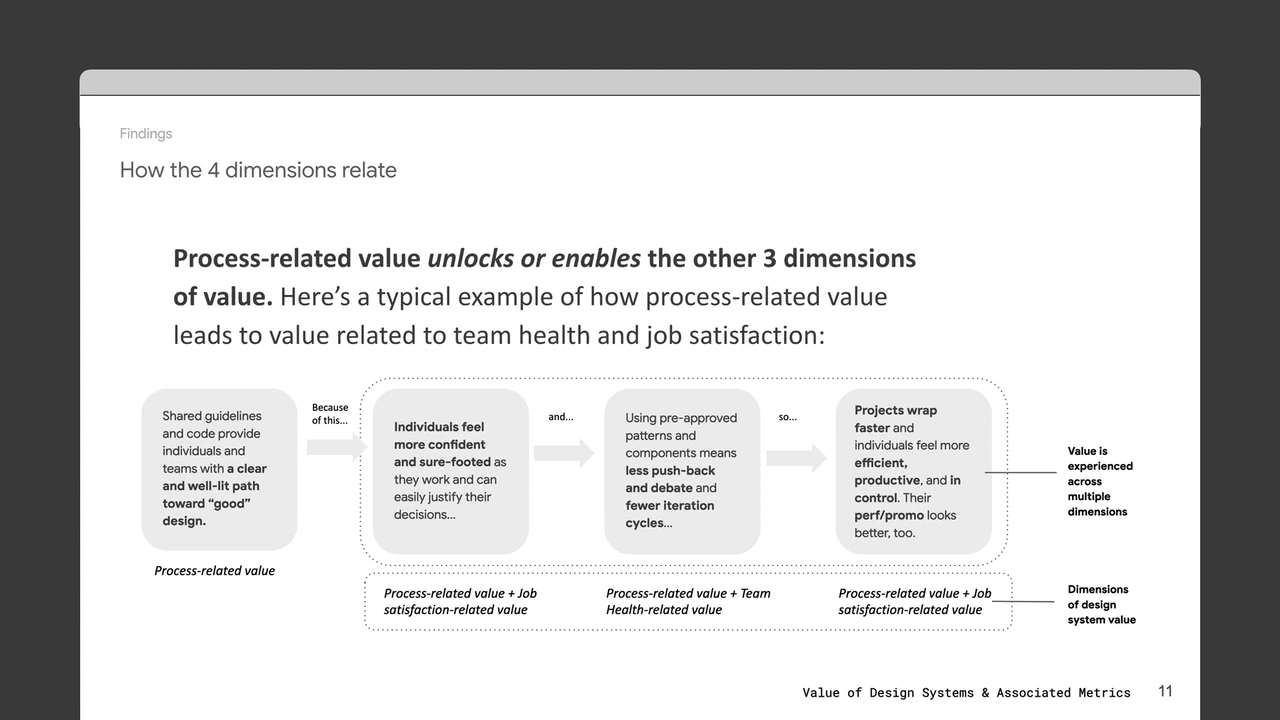 Findings
How the 4 dimensions relate
Process-related value unlocks or enables the other 3 dimensions
of value. Here’s a typical example of how process-related value
leads to value related to team health and job satisfaction:
Shared guidelines
and code provide
individuals and
teams with a clear
and well-lit path
toward “good”
design.
Process-related value
Because
of this...
Individuals feel
more confident
and sure-footed as
they work and can
easily justify their
decisions...
Process-related value + Job
satisfaction-related value
and...
Using pre-approved
patterns and
components means
less push-back
and debate and
fewer iteration
cycles...
Process-related value + Team
Health-related value
so...
Projects wrap
faster and
individuals feel more
efficient,
productive, and in
control. Their
perf/promo looks
better, too.
Process-related value + Job
satisfaction-related value
Value is
experienced
across
multiple
dimensions
Dimensions
of design
system value
Value of Design Systems & Associated Metrics
11